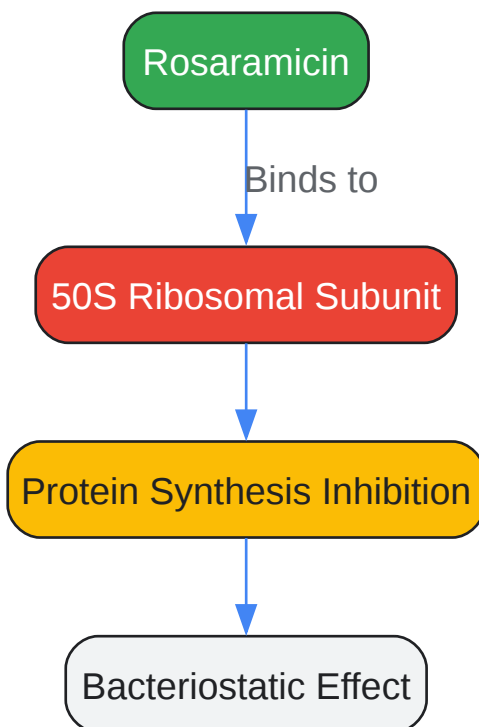 Rosaramicin
Binds to
50S Ribosomal Subunit
Protein Synthesis Inhibition
Bacteriostatic Effect